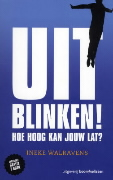 UIT
BLINKEN!
HOE HOOG KAN JOUW LAT?
INEKE WALRAVENS